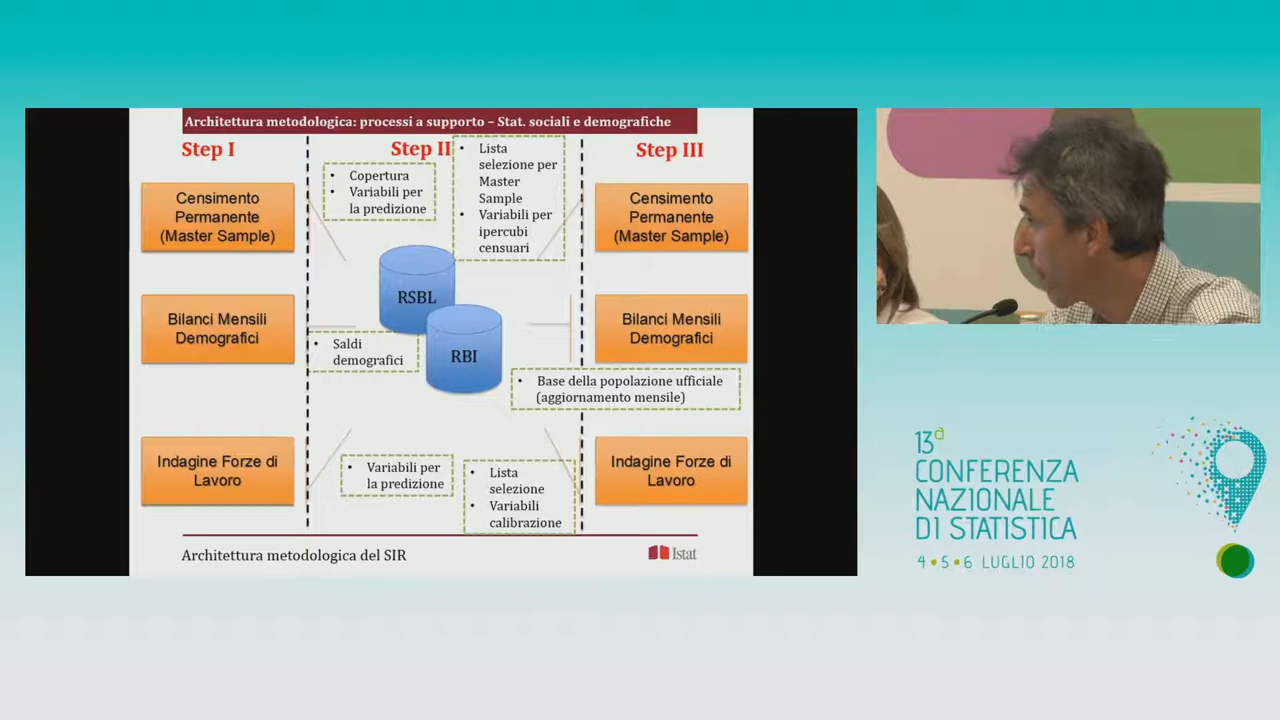 Architettura metodologica: processi a supporto – Stat. sociali e demografiche
Step I
Step II
Step III
Censimento
Permanente
(Master Sample)
• Copertura
• Variabili per
la predizione
• Lista
selezione per
Master
Sample
• Variabili per
ipercubi
censuari
Censimento
Permanente
(Master Sample)
RSBL
RBI
Bilanci Mensili
Demografici
• Saldi
demografici
Bilanci Mensili
Demografici
• Base della popolazione ufficiale
(aggiornamento mensile)
Indagine Forze di
Lavoro
• Variabili per
la predizione
• Lista
selezione
• Variabili
calibrazione
Indagine Forze di
Lavoro
Architettura metodologica del SIR
Istat
13a
CONFERENZA
NAZIONALE
DI STATISTICA
4 • 5 • 6 LUGLIO 2018